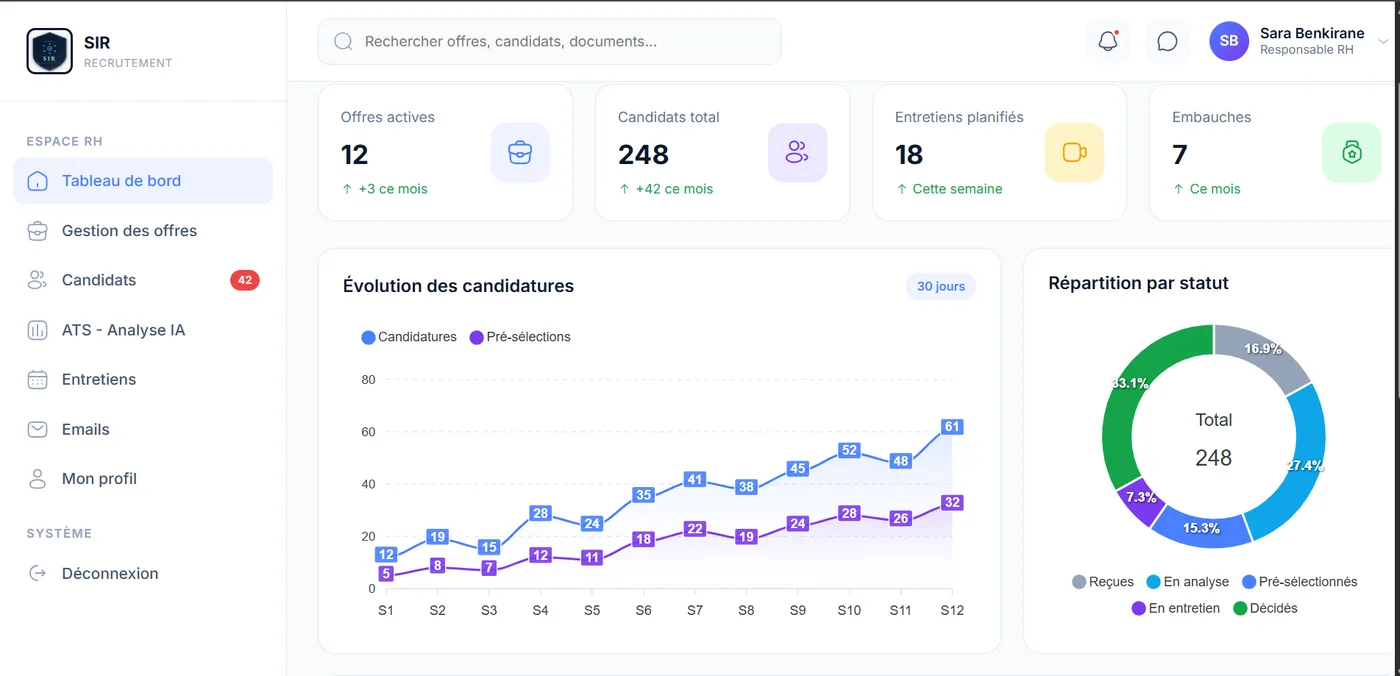 SIR
RECRUTEMENT
ESPACE RH
Tableau de bord
Gestion des offres
Candidats 42
ATS - Analyse IA
Entretiens
Emails
Mon profil
SYSTÈME
Déconnexion
Rechercher offres, candidats, documents...
SB
Sara Benkirane
Responsable RH
Offres actives
12
↑ +3 ce mois
Candidats total
248
↑ +42 ce mois
Entretiens planifiés
18
↑ Cette semaine
Embauches
7
↑ Ce mois
Évolution des candidatures
30 jours
Candidatures Pré-sélections
80
60
40
20
0
12 19 15 28 24 35 41 38 45 52 48 61
5 8 7 12 11 18 22 19 24 28 26 32
S1 S2 S3 S4 S5 S6 S7 S8 S9 S10 S11 S12
Répartition par statut
16.9%
33.1%
27.4%
7.3%
15.3%
Total
248
Reçues En analyse Pré-sélectionnés
En entretien Décidés